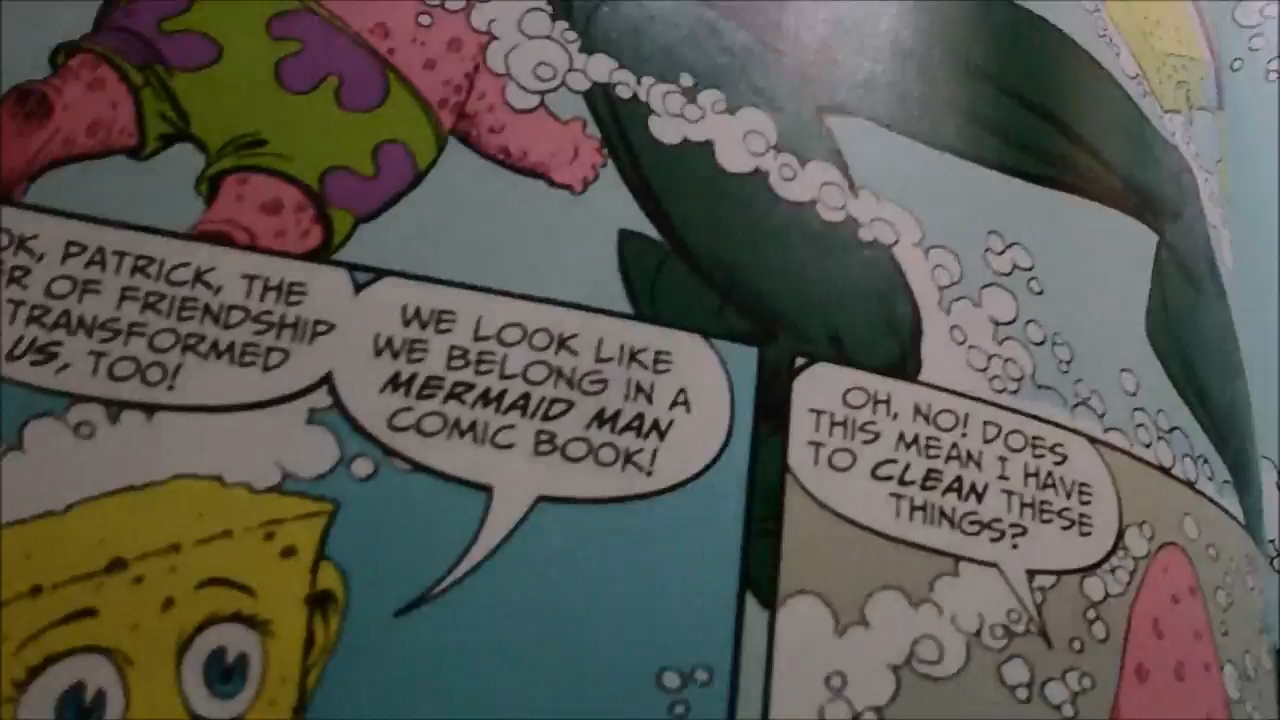 OK, PATRICK, THE
R OF FRIENDSHIP
TRANSFORMED
US, TOO!
WE LOOK LIKE
WE BELONG IN A
MERMAID MAN
COMIC BOOK!
OH, NO! DOES
THIS MEAN I HAVE
TO CLEAN THESE
THINGS?